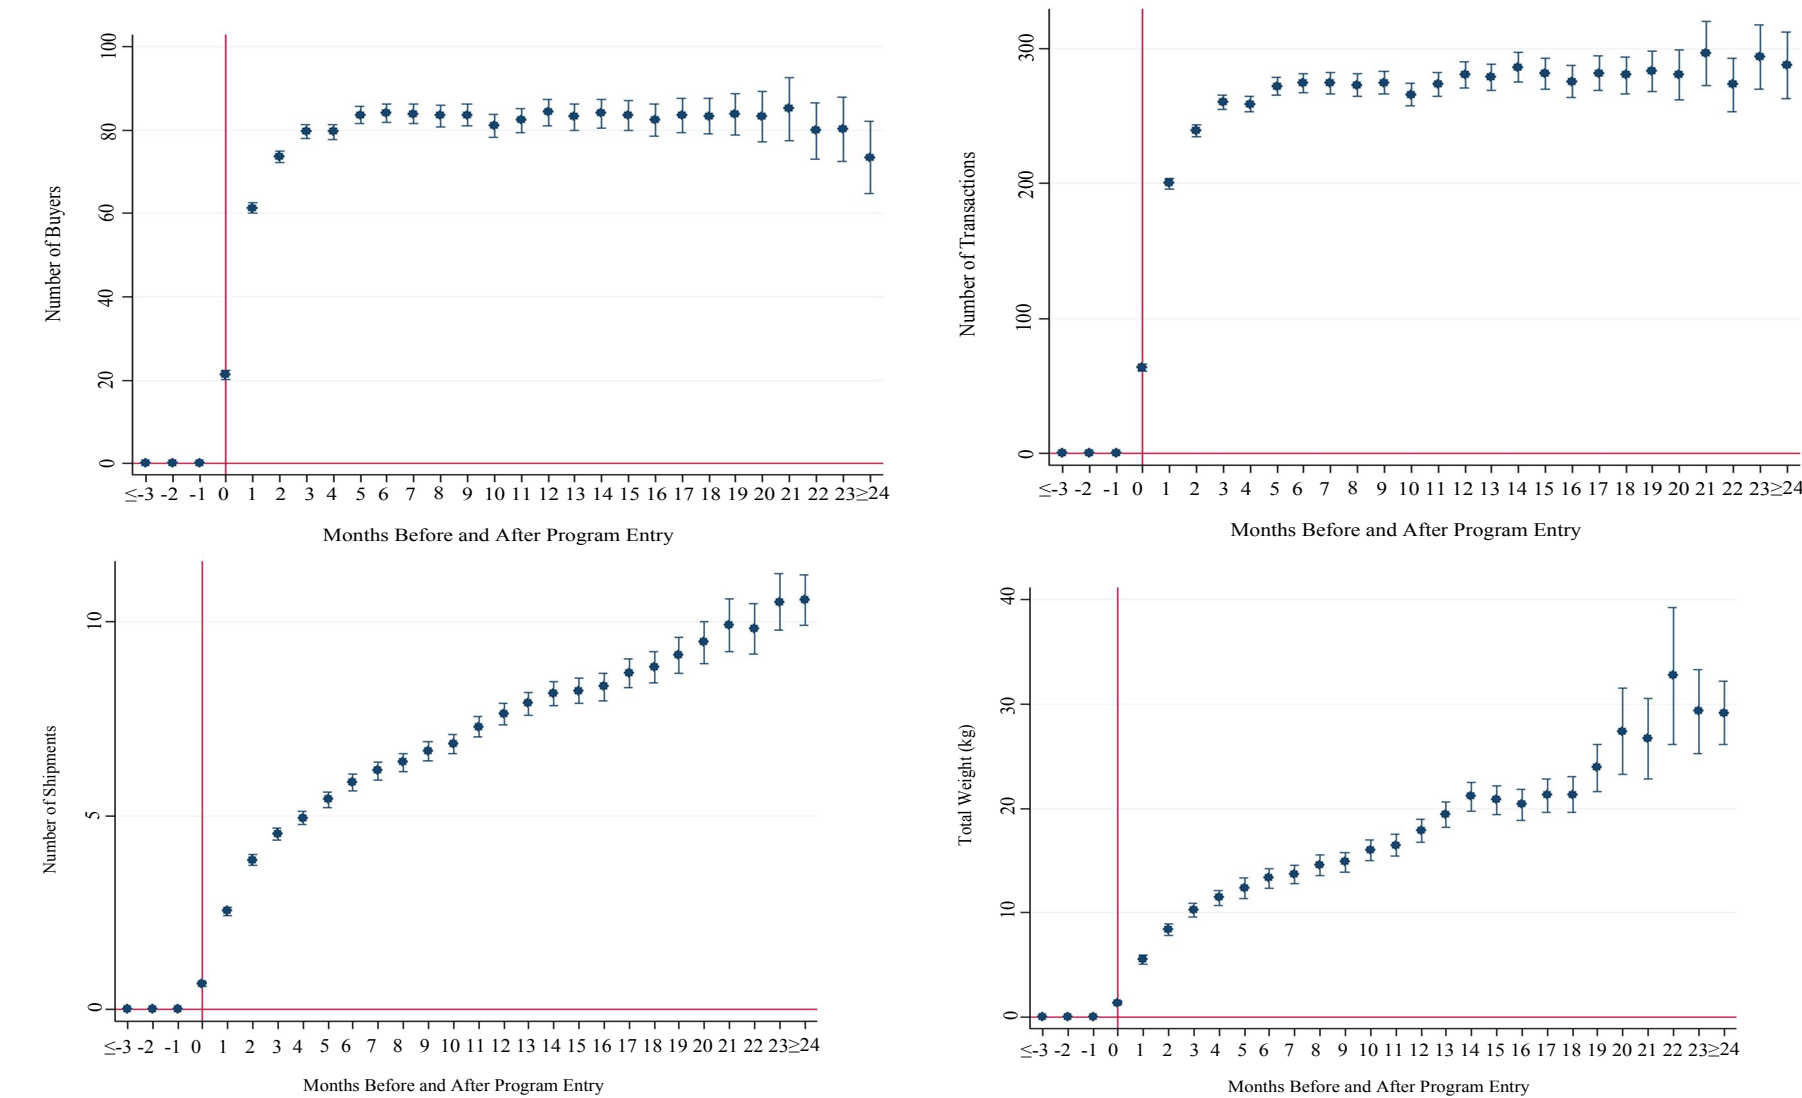 Number of Buyers
100
80
60
40
20
0
≤-3 -2 -1 0 1 2 3 4 5 6 7 8 9 10 11 12 13 14 15 16 17 18 19 20 21 22 23≥24
Months Before and After Program Entry
Number of Transactions
300
200
100
0
≤-3 -2 -1 0 1 2 3 4 5 6 7 8 9 10 11 12 13 14 15 16 17 18 19 20 21 22 23≥24
Months Before and After Program Entry
Number of Shipments
10
5
0
≤-3 -2 -1 0 1 2 3 4 5 6 7 8 9 10 11 12 13 14 15 16 17 18 19 20 21 22 23≥24
Months Before and After Program Entry
Total Weight (kg)
40
30
20
10
0
≤-3 -2 -1 0 1 2 3 4 5 6 7 8 9 10 11 12 13 14 15 16 17 18 19 20 21 22 23≥24
Months Before and After Program Entry